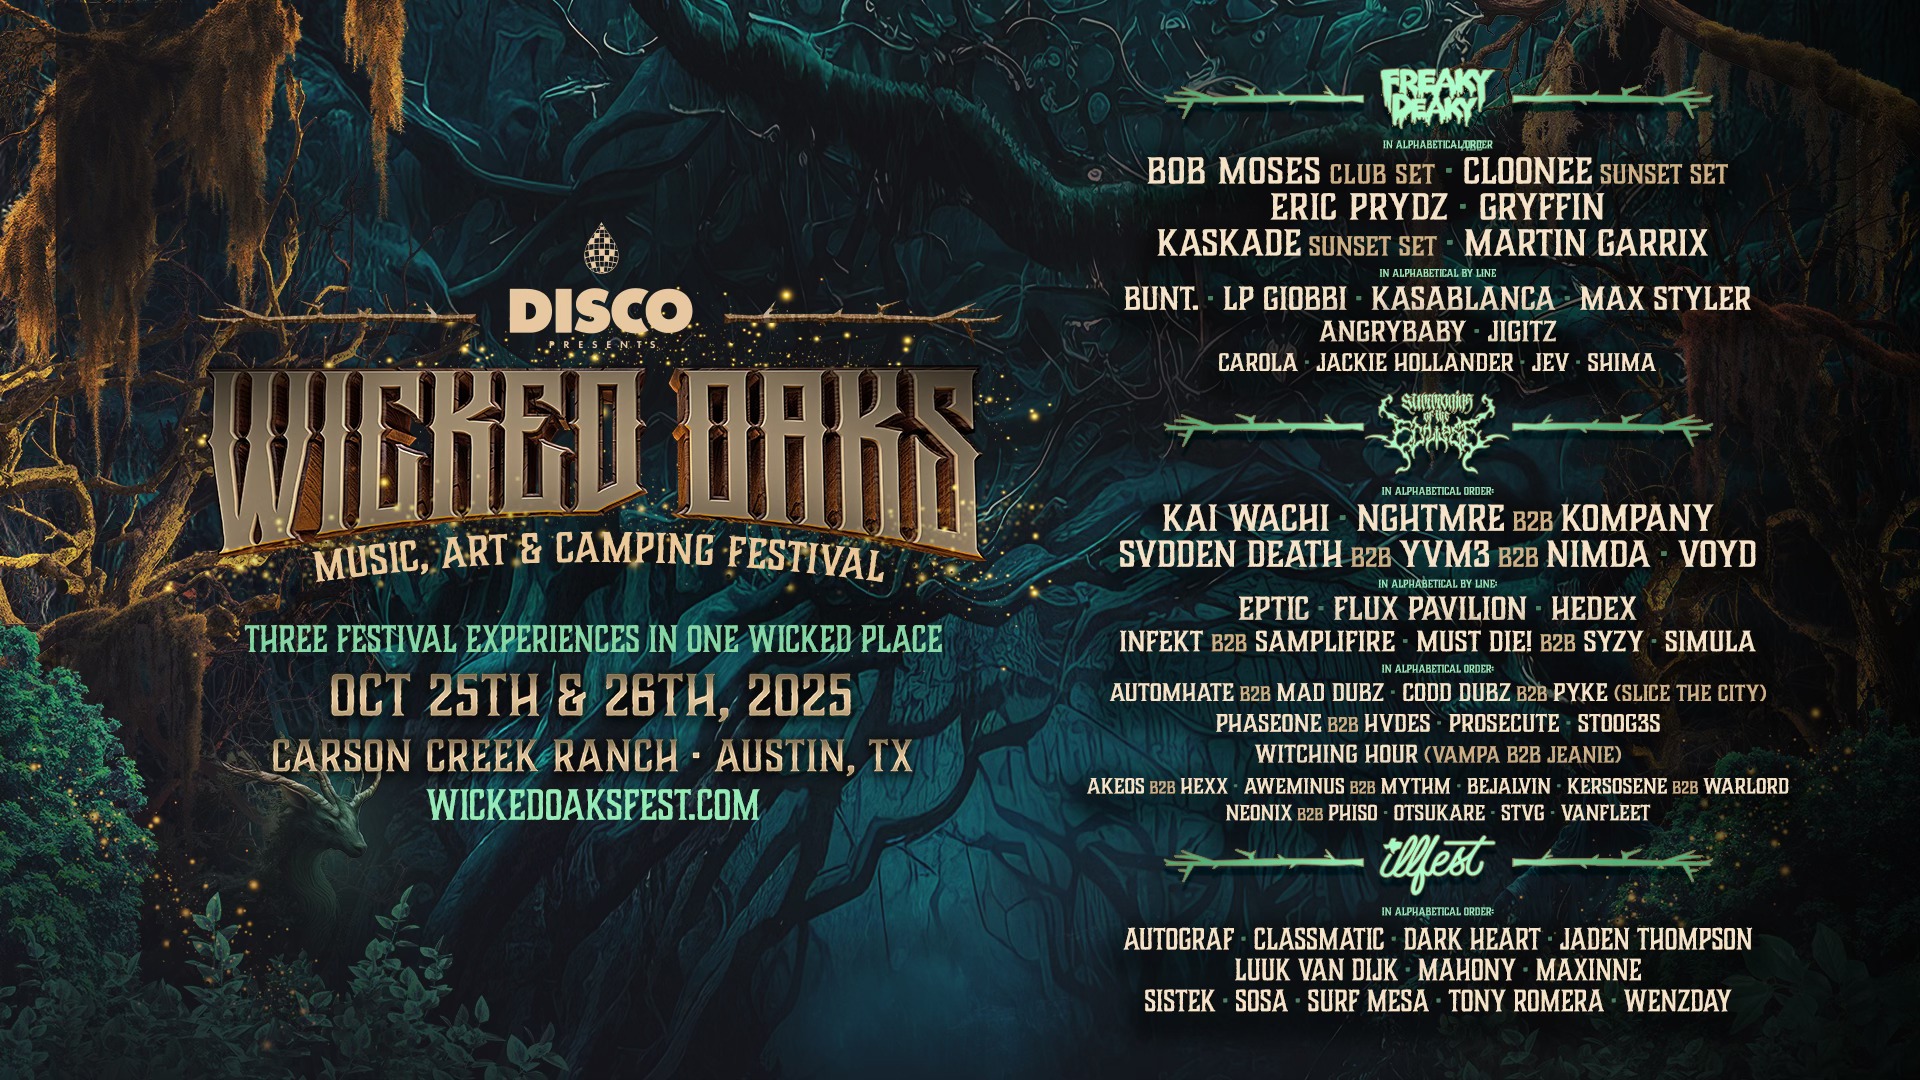 DISCO
PRESENTS
WICKED OAKS
MUSIC, ART & CAMPING FESTIVAL
THREE FESTIVAL EXPERIENCES IN ONE WICKED PLACE
OCT 25TH & 26TH, 2025
CARSON CREEK RANCH · AUSTIN, TX
WICKEDOAKSFEST.COM
FREAKY
DEAKY
IN ALPHABETICAL ORDER
BOB MOSES CLUB SET · CLOONEE SUNSET SET
ERIC PRYDZ · GRYFFIN
KASKADE SUNSET SET · MARTIN GARRIX
IN ALPHABETICAL BY LINE
BUNT. · LP GIOBBI · KASABLANCA · MAX STYLER
ANGRYBABY · JIGITZ
CAROLA · JACKIE HOLLANDER · JEV · SHIMA
SUMMONING
OF THE
ECLIPSE
IN ALPHABETICAL ORDER:
KAI WACHI · NGHTMRE B2B KOMPANY
SVDDEN DEATH B2B YVM3 B2B NIMDA · VOYD
IN ALPHABETICAL BY LINE:
EPTIC · FLUX PAVILION · HEDEX
INFEKT B2B SAMPLIFIRE · MUST DIE! B2B SYZY · SIMULA
IN ALPHABETICAL ORDER:
AUTOMHATE B2B MAD DUBZ · CODD DUBZ B2B PYKE (SLICE THE CITY)
PHASEONE B2B HVDES · PROSECUTE · STOOG3S
WITCHING HOUR (VAMPA B2B JEANIE)
AKEOS B2B HEXX · AWEMINUS B2B MYTHM · BEJALVIN · KERSOSENE B2B WARLORD
NEONIX B2B PHISO · OTSUKARE · STVG · VANFLEET
illfest
IN ALPHABETICAL ORDER:
AUTOGRAF · CLASSMATIC · DARK HEART · JADEN THOMPSON
LUUK VAN DIJK · MAHONY · MAXINNE
SISTEK · SOSA · SURF MESA · TONY ROMERA · WENZDAY